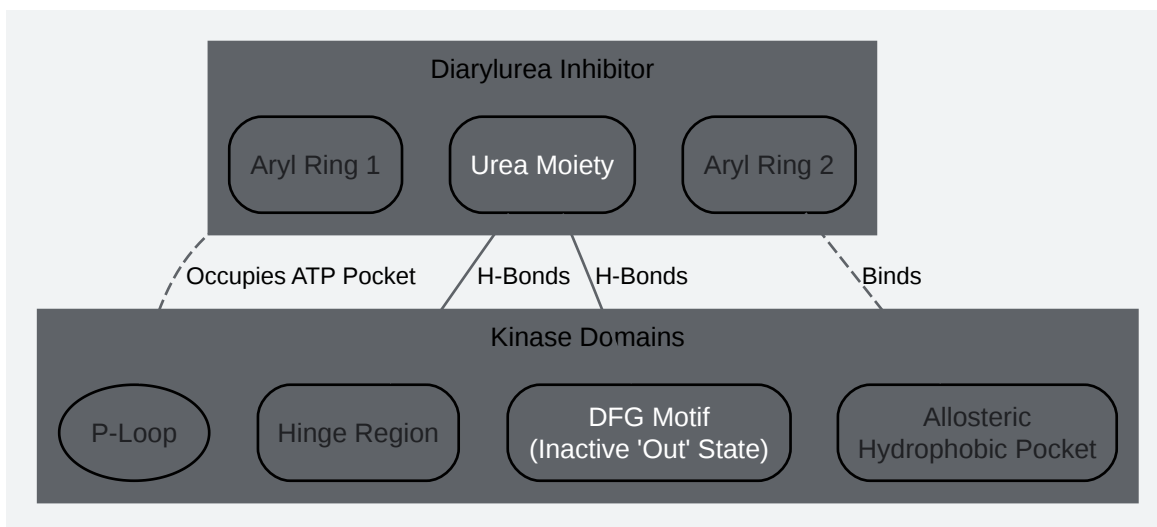 Diarylurea Inhibitor
Aryl Ring 1
Urea Moiety
Aryl Ring 2
Occupies ATP Pocket
H-Bonds
H-Bonds
Binds
Kinase Domains
P-Loop
Hinge Region
DFG Motif
(Inactive 'Out' State)
Allosteric
Hydrophobic Pocket